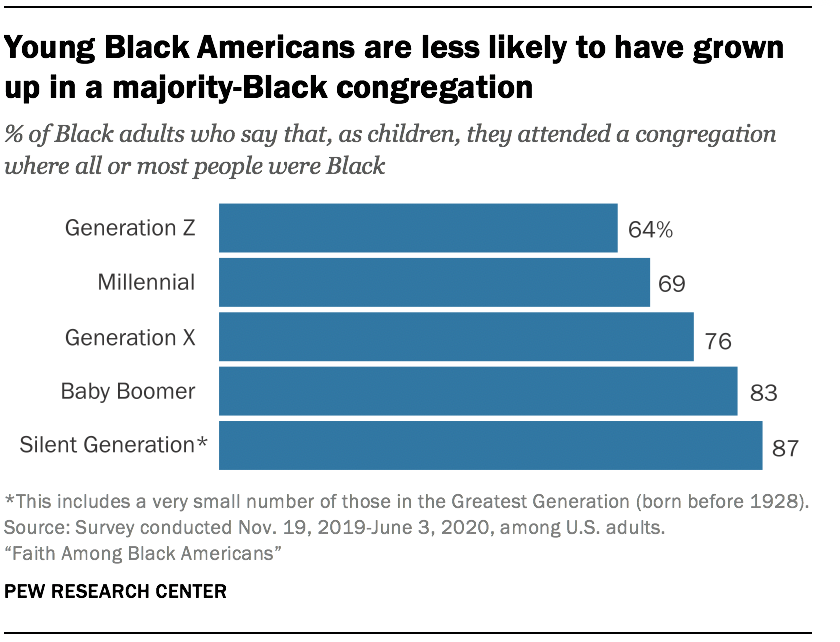 Young Black Americans are less likely to have grown
up in a majority-Black congregation
% of Black adults who say that, as children, they attended a congregation
where all or most people were Black
Generation Z 64%
Millennial 69
Generation X 76
Baby Boomer 83
Silent Generation* 87
*This includes a very small number of those in the Greatest Generation (born before 1928).
Source: Survey conducted Nov. 19, 2019-June 3, 2020, among U.S. adults.
“Faith Among Black Americans”
PEW RESEARCH CENTER